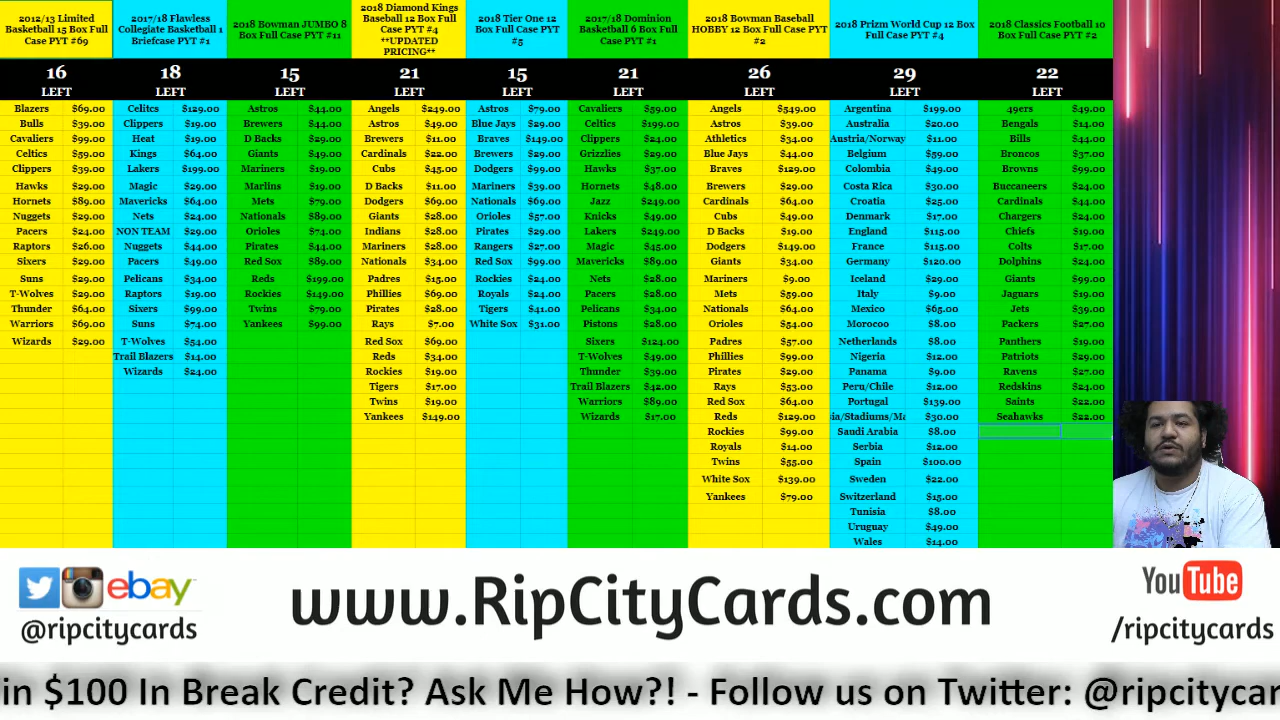 2012/13 Limited
Basketball 15 Box Full
Case PYT #69
16
LEFT
Blazers $69.00
Bulls $39.00
Cavaliers $99.00
Celtics $59.00
Clippers $39.00
Hawks $29.00
Hornets $89.00
Nuggets $29.00
Pacers $24.00
Raptors $26.00
Sixers $29.00
Suns $29.00
T-Wolves $29.00
Thunder $64.00
Warriors $69.00
Wizards $29.00
2017/18 Flawless
Collegiate Basketball 1
Briefcase PYT #1
18
LEFT
Celitcs $129.00
Clippers $19.00
Heat $19.00
Kings $64.00
Lakers $199.00
Magic $29.00
Mavericks $64.00
Nets $24.00
NON TEAM $29.00
Nuggets $44.00
Pacers $49.00
Pelicans $34.00
Raptors $19.00
Sixers $99.00
Suns $74.00
T-Wolves $54.00
Trail Blazers $14.00
Wizards $24.00
2018 Bowman JUMBO 8
Box Full Case PYT #11
15
LEFT
Astros $44.00
Brewers $44.00
D Backs $29.00
Giants $49.00
Mariners $19.00
Marlins $19.00
Mets $79.00
Nationals $89.00
Orioles $74.00
Pirates $44.00
Red Sox $89.00
Reds $199.00
Rockies $149.00
Twins $79.00
Yankees $99.00
2018 Diamond Kings
Baseball 12 Box Full
Case PYT #4
**UPDATED
PRICING**
21
LEFT
Angels $249.00
Astros $49.00
Brewers $11.00
Cardinals $22.00
Cubs $45.00
D Backs $11.00
Dodgers $69.00
Giants $28.00
Indians $28.00
Mariners $28.00
Nationals $34.00
Padres $15.00
Phillies $69.00
Pirates $28.00
Rays $7.00
Red Sox $69.00
Reds $34.00
Rockies $19.00
Tigers $17.00
Twins $19.00
Yankees $149.00
2018 Tier One 12
Box Full Case PYT
#5
15
LEFT
Astros $79.00
Blue Jays $29.00
Braves $149.00
Brewers $29.00
Dodgers $99.00
Mariners $39.00
Nationals $69.00
Orioles $57.00
Pirates $29.00
Rangers $27.00
Red Sox $99.00
Rockies $24.00
Royals $24.00
Tigers $41.00
White Sox $31.00
2017/18 Dominion
Basketball 6 Box Full
Case PYT #1
21
LEFT
Cavaliers $59.00
Celtics $199.00
Clippers $24.00
Grizzlies $29.00
Hawks $37.00
Hornets $48.00
Jazz $249.00
Knicks $49.00
Lakers $249.00
Magic $45.00
Mavericks $89.00
Nets $28.00
Pacers $28.00
Pelicans $34.00
Pistons $28.00
Sixers $124.00
T-Wolves $49.00
Thunder $39.00
Trail Blazers $42.00
Warriors $89.00
Wizards $17.00
2018 Bowman Baseball
HOBBY 12 Box Full Case PYT
#2
26
LEFT
Angels $549.00
Astros $39.00
Athletics $34.00
Blue Jays $44.00
Braves $129.00
Brewers $29.00
Cardinals $64.00
Cubs $49.00
D Backs $19.00
Dodgers $149.00
Giants $34.00
Mariners $9.00
Mets $59.00
Nationals $64.00
Orioles $54.00
Padres $57.00
Phillies $99.00
Pirates $29.00
Rays $53.00
Red Sox $64.00
Reds $129.00
Rockies $99.00
Royals $14.00
Twins $55.00
White Sox $139.00
Yankees $79.00
2018 Prizm World Cup 12 Box
Full Case PYT #4
29
LEFT
Argentina $199.00
Australia $20.00
Austria/Norway $11.00
Belgium $59.00
Colombia $49.00
Costa Rica $30.00
Croatia $25.00
Denmark $17.00
England $115.00
France $115.00
Germany $120.00
Iceland $29.00
Italy $9.00
Mexico $65.00
Morocoo $8.00
Netherlands $8.00
Nigeria $12.00
Panama $9.00
Peru/Chile $12.00
Portugal $139.00
ia/Stadiums/Ma $30.00
Saudi Arabia $8.00
Serbia $12.00
Spain $100.00
Sweden $22.00
Switzerland $15.00
Tunisia $8.00
Uruguay $49.00
Wales $14.00
2018 Classics Football 10
Box Full Case PYT #2
22
LEFT
49ers $49.00
Bengals $14.00
Bills $44.00
Broncos $37.00
Browns $99.00
Buccaneers $24.00
Cardinals $44.00
Chargers $24.00
Chiefs $19.00
Colts $17.00
Dolphins $24.00
Giants $99.00
Jaguars $19.00
Jets $39.00
Packers $27.00
Panthers $19.00
Patriots $29.00
Ravens $27.00
Redskins $24.00
Saints $22.00
Seahawks $22.00
ebay
@ripcitycards
www.RipCityCards.com
YouTube
/ripcitycards
in $100 In Break Credit? Ask Me How?! - Follow us on Twitter: @ripcitycar